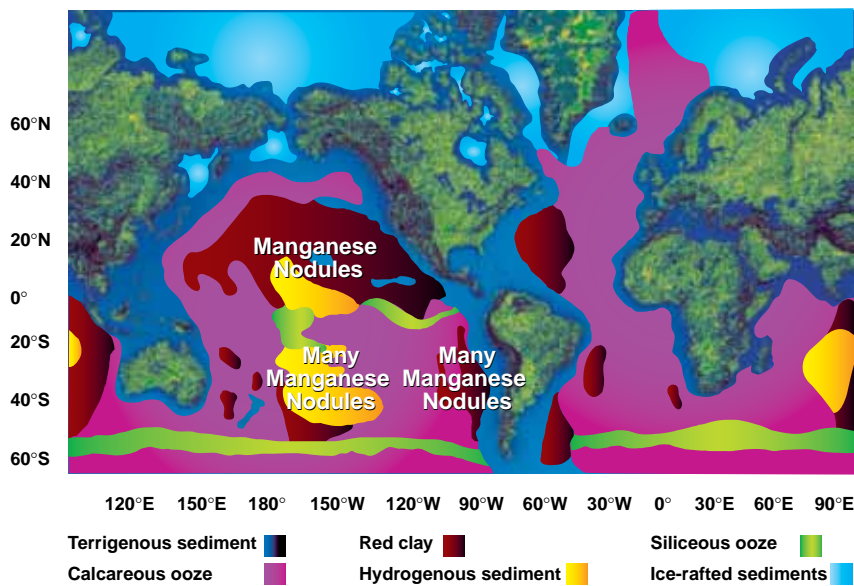 60°N
40°N
20°N
0°
20°S
40°S
60°S
Manganese
Nodules
Many
Manganese
Nodules
Many
Manganese
Nodules
120°E 150°E 180° 150°W 120°W 90°W 60°W 30°W 0° 30°E 60°E 90°E
Terrigenous sediment Red clay Siliceous ooze
Calcareous ooze Hydrogenous sediment Ice-rafted sediments